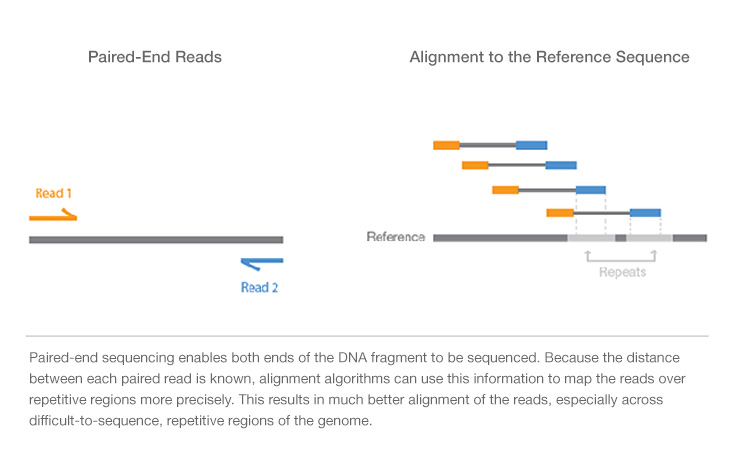 Paired-End Reads
Alignment to the Reference Sequence
Read 1
Reference
Read 2
Repeats
Paired-end sequencing enables both ends of the DNA fragment to be sequenced. Because the distance
between each paired read is known, alignment algorithms can use this information to map the reads over
repetitive regions more precisely. This results in much better alignment of the reads, especially across
difficult-to-sequence, repetitive regions of the genome.